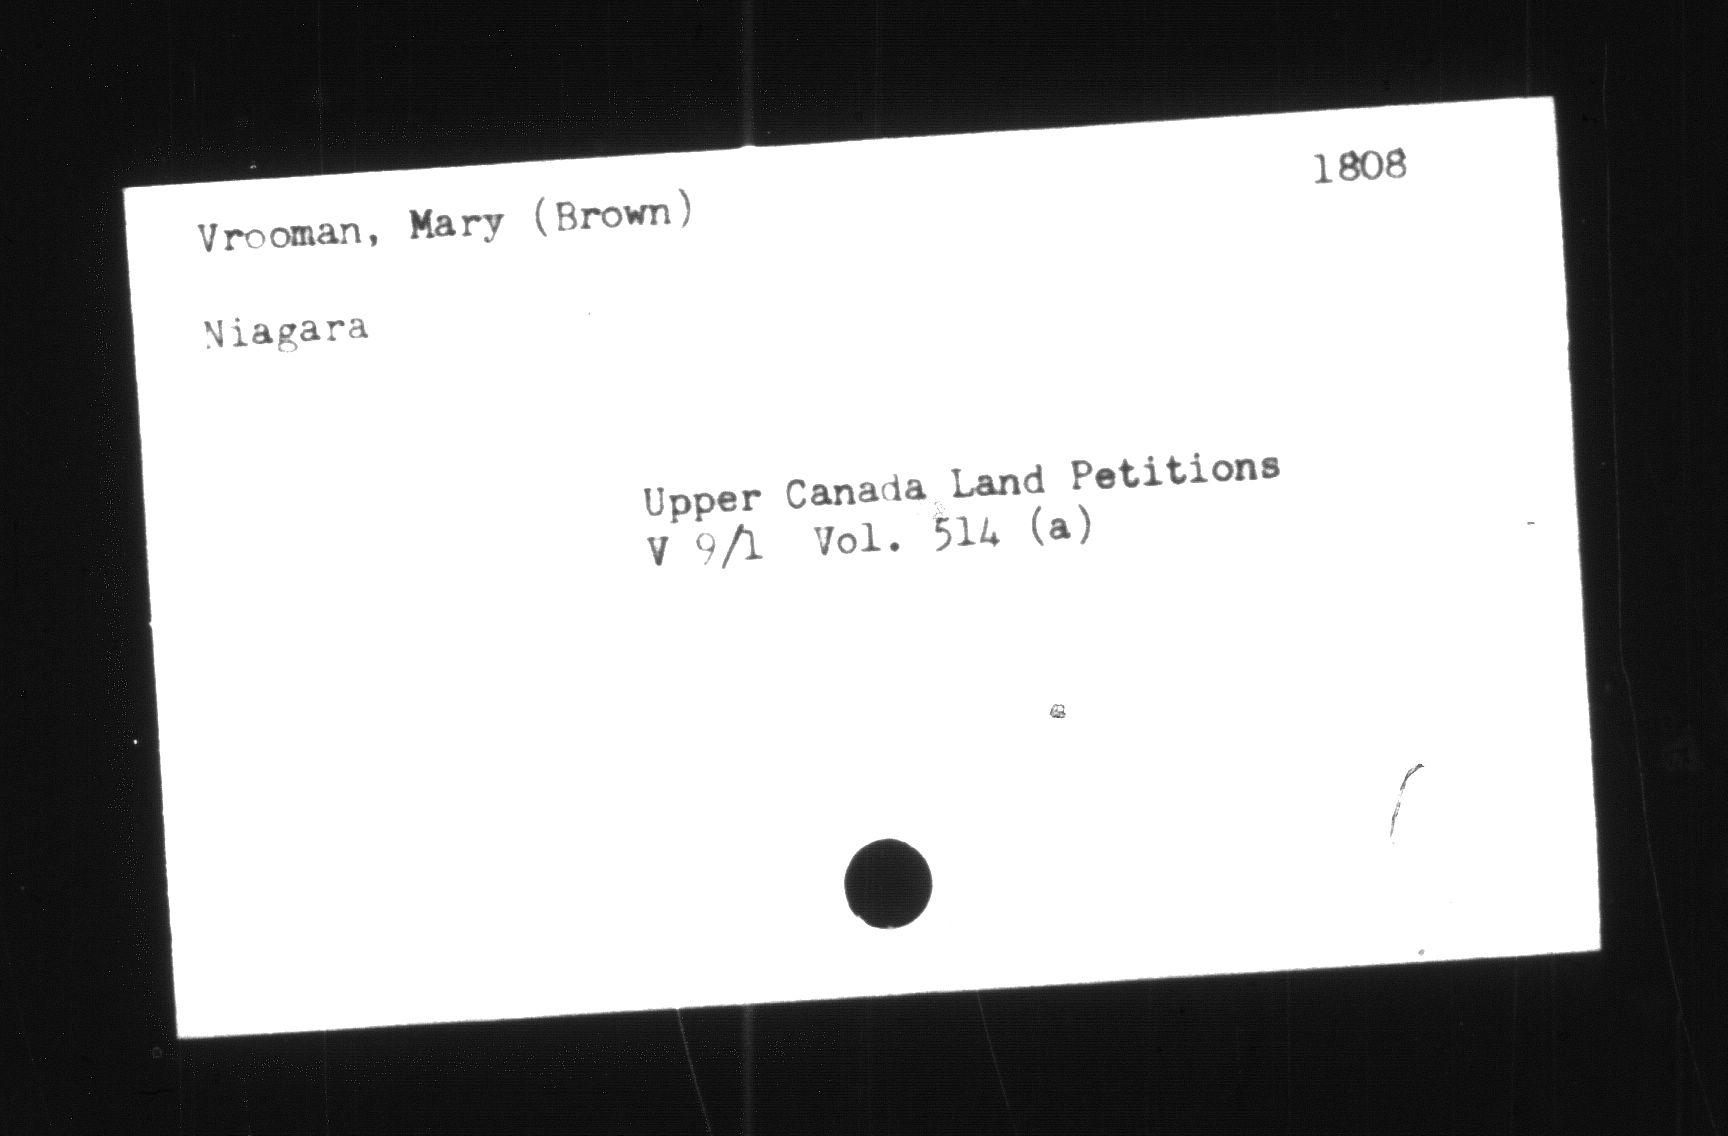 1808
Vrooman, Mary (Brown)
Niagara
Upper Canada Land Petitions
V 9/1 Vol. 514 (a)